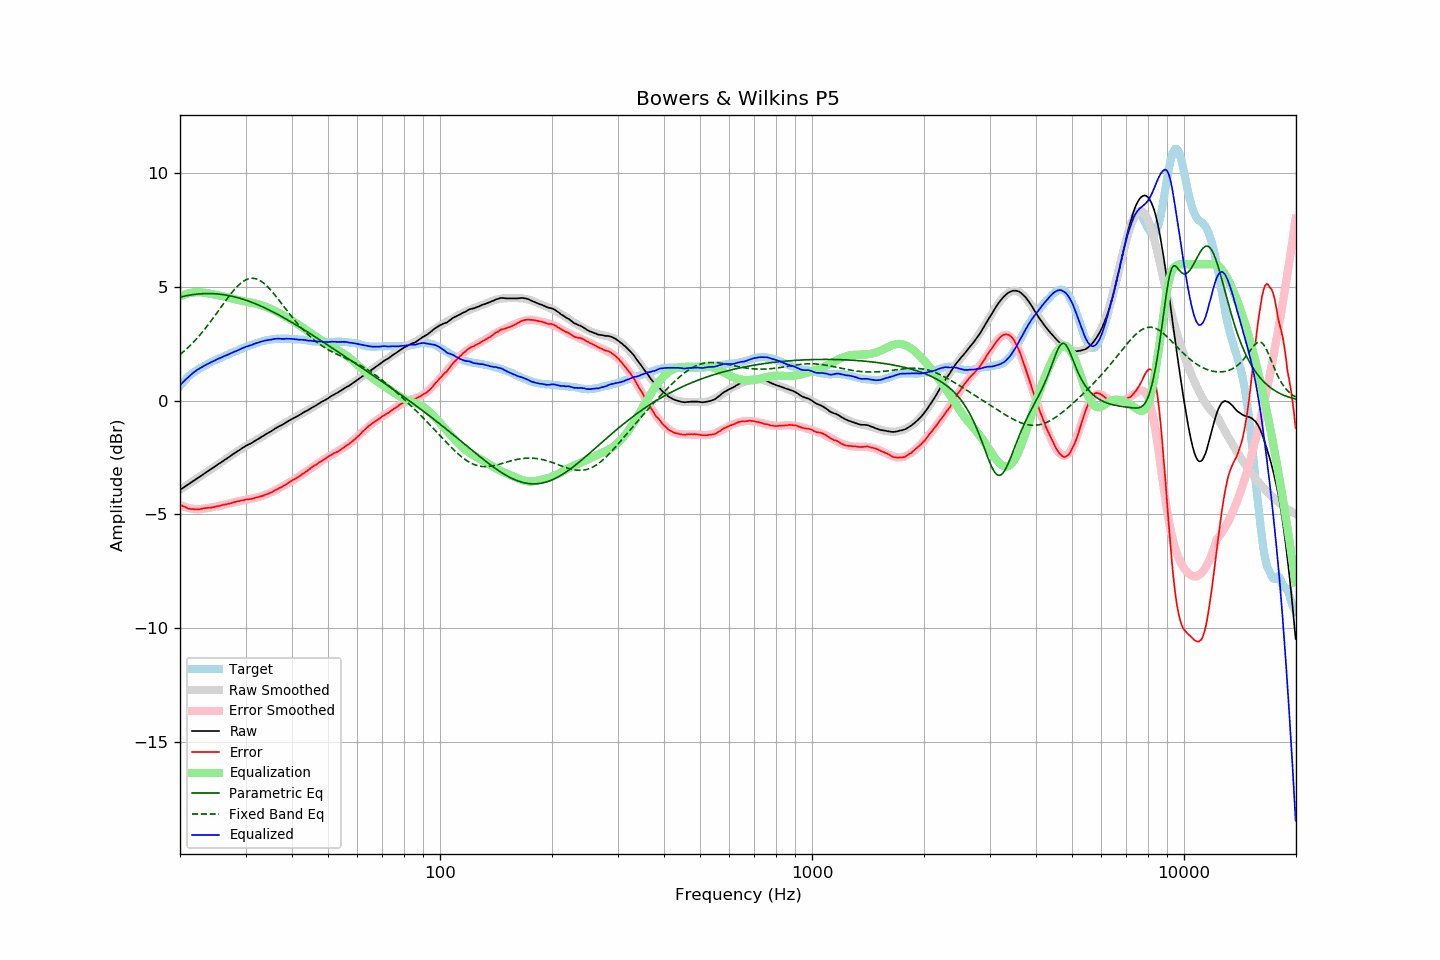 Bowers & Wilkins P5
Amplitude (dBr)
10
5
0
−5
−10
−15
Target
Raw Smoothed
Error Smoothed
Raw
Error
Equalization
Parametric Eq
Fixed Band Eq
Equalized
100
1000
10000
Frequency (Hz)